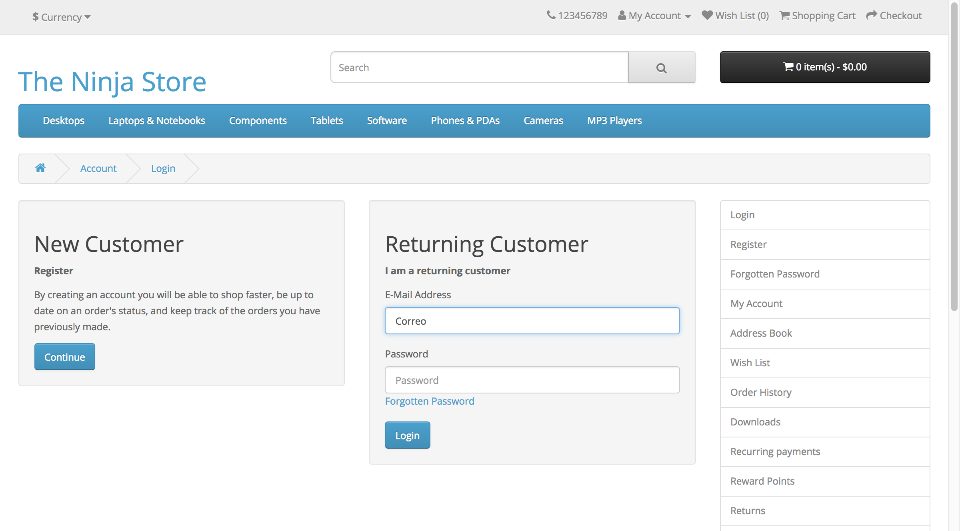 $ Currency
123456789 My Account Wish List (0) Shopping Cart Checkout
The Ninja Store
Search
0 item(s) - $0.00
Desktops Laptops & Notebooks Components Tablets Software Phones & PDAs Cameras MP3 Players
Account Login
New Customer
Register
By creating an account you will be able to shop faster, be up to
date on an order's status, and keep track of the orders you have
previously made.
Continue
Returning Customer
I am a returning customer
E-Mail Address
Correo
Password
Password
Forgotten Password
Login
Login
Register
Forgotten Password
My Account
Address Book
Wish List
Order History
Downloads
Recurring payments
Reward Points
Returns